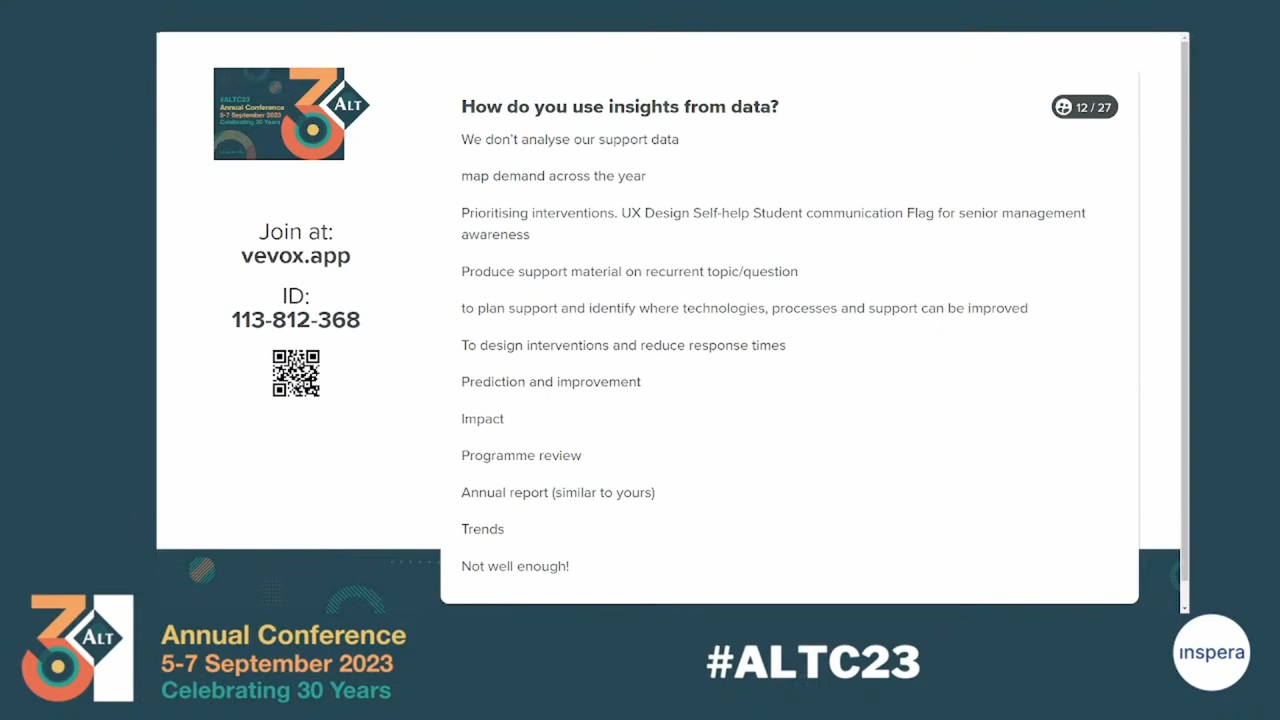 #ALTC23
Annual Conference
5-7 September 2023
Celebrating 30 Years
ALT
Join at:
vevox.app
ID:
113-812-368
How do you use insights from data?
12 / 27
We don't analyse our support data
map demand across the year
Prioritising interventions. UX Design Self-help Student communication Flag for senior management
awareness
Produce support material on recurrent topic/question
to plan support and identify where technologies, processes and support can be improved
To design interventions and reduce response times
Prediction and improvement
Impact
Programme review
Annual report (similar to yours)
Trends
Not well enough!
3
ALT
Annual Conference
5-7 September 2023
Celebrating 30 Years
#ALTC23
inspera